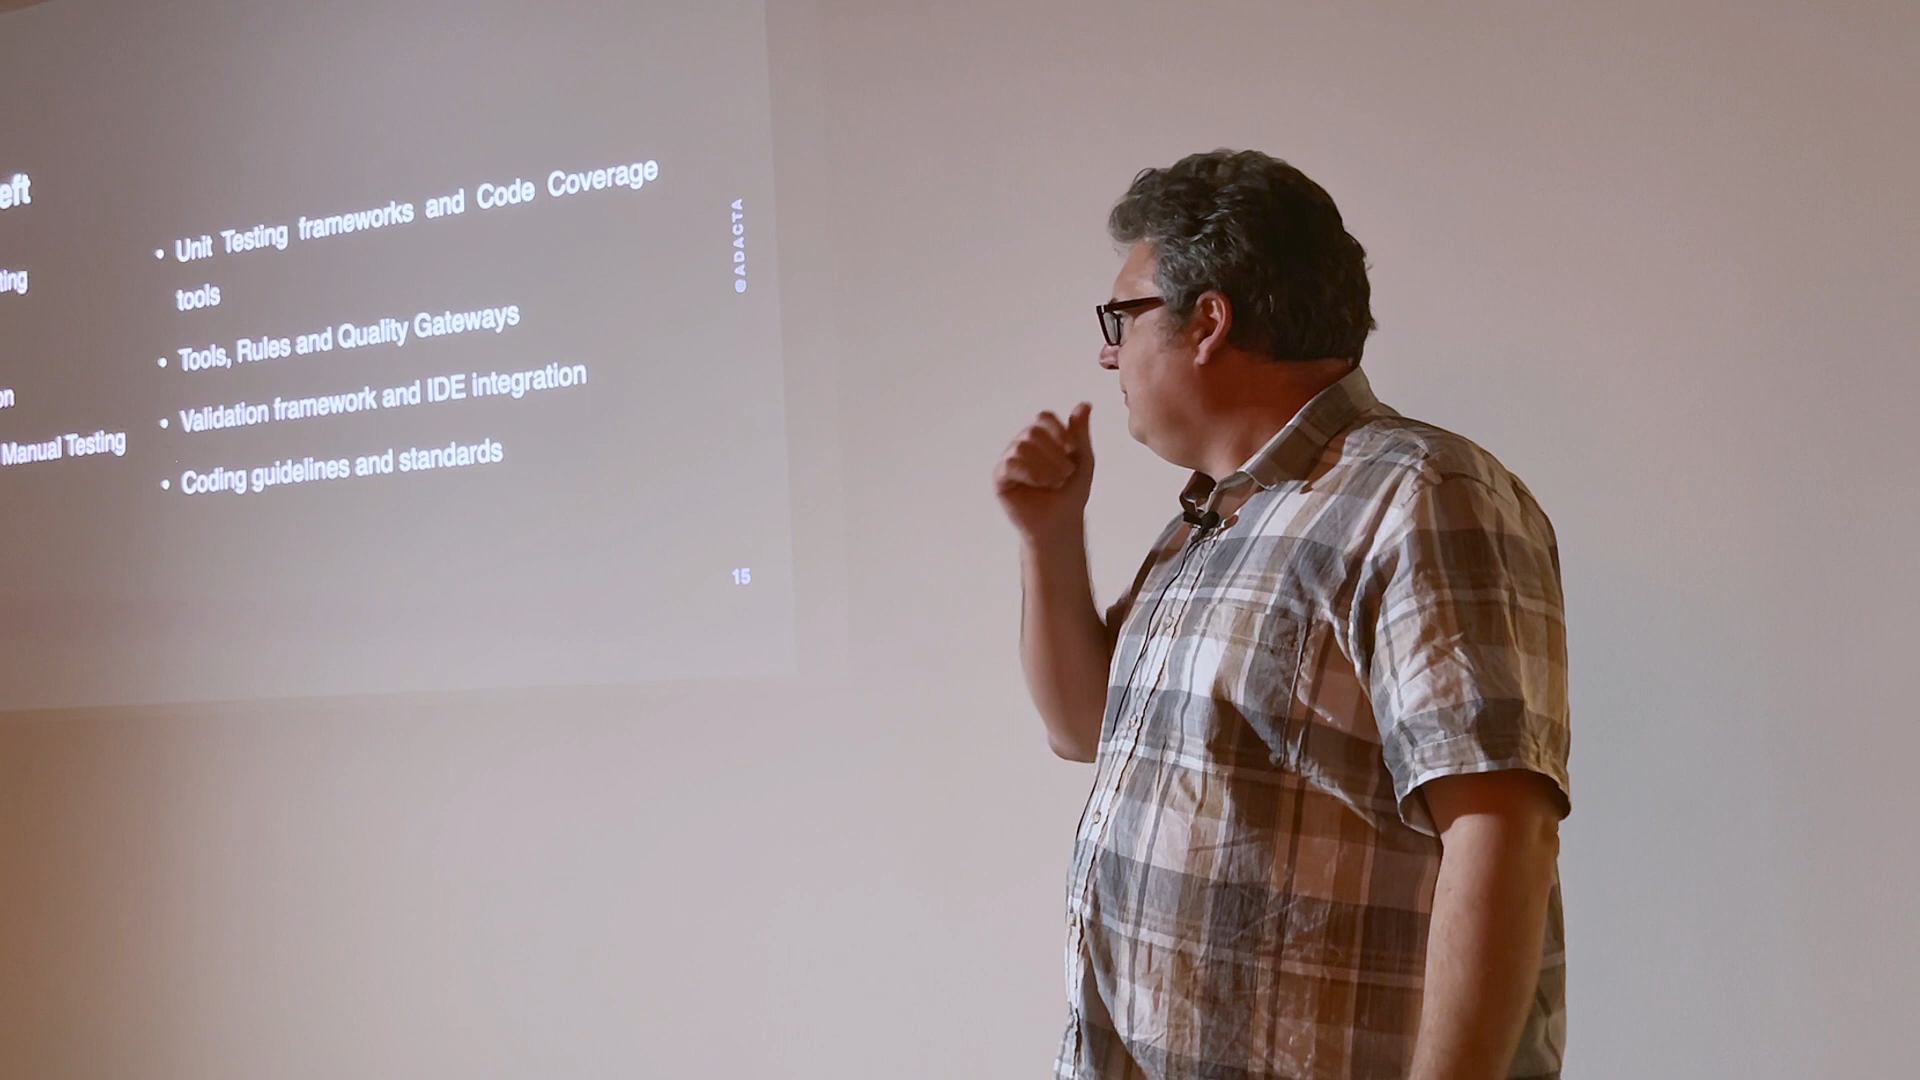 eft
ting
on
Manual Testing
• Unit Testing frameworks and Code Coverage
tools
• Tools, Rules and Quality Gateways
• Validation framework and IDE integration
• Coding guidelines and standards
@ADACTA
15